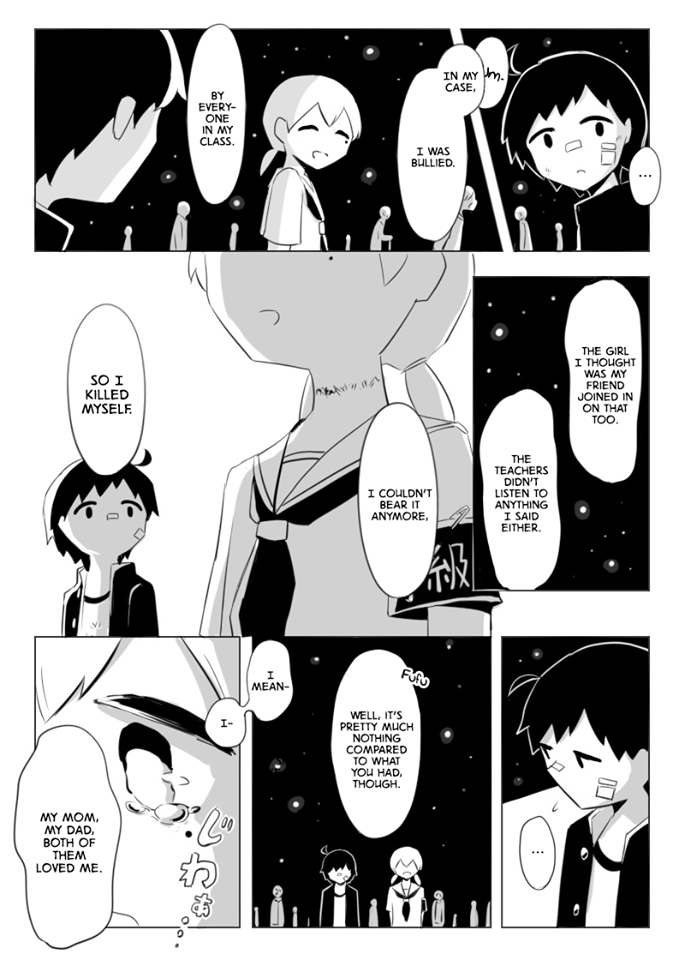 ...
Um.
IN MY
CASE,
I WAS
BULLIED.
BY
EVERY-
ONE
IN MY
CLASS.
THE GIRL
I THOUGHT
WAS MY
FRIEND
JOINED IN
ON THAT
TOO.
THE
TEACHERS
DIDN'T
LISTEN TO
ANYTHING
I SAID
EITHER.
I COULDN'T
BEAR IT
ANYMORE,
SO I
KILLED
MYSELF.
級
...
Fufu
WELL, IT'S
PRETTY MUCH
NOTHING
COMPARED
TO WHAT
YOU HAD,
THOUGH.
I
MEAN-
I-
MY MOM,
MY DAD,
BOTH OF
THEM
LOVED ME.
じわぁ...